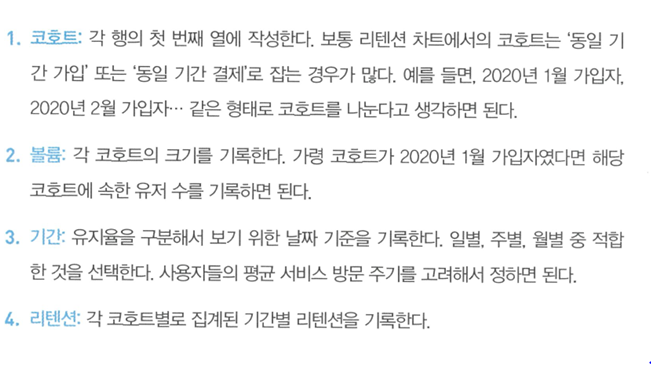 1. 코호트: 각 행의 첫 번째 열에 작성한다. 보통 리텐션 차트에서의 코호트는 ‘동일 기
간 가입’ 또는 ‘동일 기간 결제’로 잡는 경우가 많다. 예를 들면, 2020년 1월 가입자,
2020년 2월 가입자… 같은 형태로 코호트를 나눈다고 생각하면 된다.
2. 볼륨: 각 코호트의 크기를 기록한다. 가령 코호트가 2020년 1월 가입자였다면 해당
코호트에 속한 유저 수를 기록하면 된다.
3. 기간: 유지율을 구분해서 보기 위한 날짜 기준을 기록한다. 일별, 주별, 월별 중 적합
한 것을 선택한다. 사용자들의 평균 서비스 방문 주기를 고려해서 정하면 된다.
4. 리텐션: 각 코호트별로 집계된 기간별 리텐션을 기록한다.